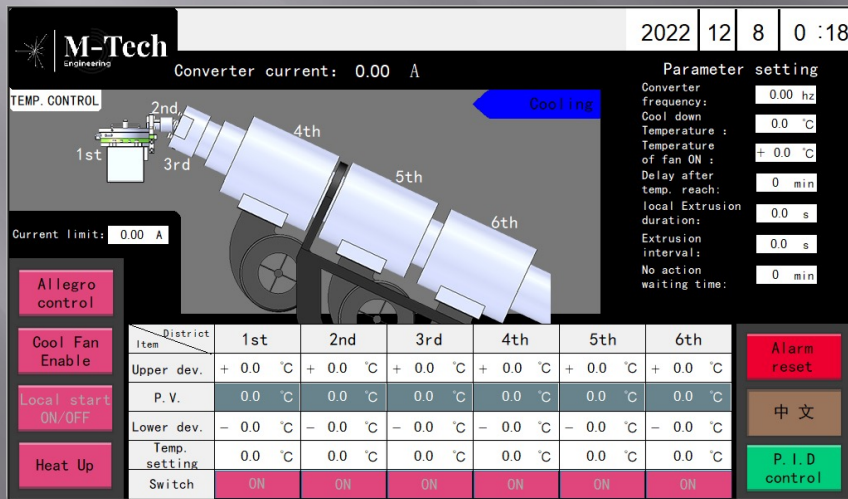 M-Tech
Engineering
2022 12 8 0 :18
Converter current: 0.00 A
Parameter setting
Converter frequency: 0.00 hz
Cool down Temperature : 0.0 ℃
Temperature of fan ON : + 0.0 ℃
Delay after temp. reach: 0 min
local Extrusion duration: 0.0 s
Extrusion interval: 0.0 s
No action waiting time: 0 min
TEMP. CONTROL
Cooling
1st
2nd
3rd
4th
5th
6th
Current limit: 0.00 A
Allegro control
Cool Fan Enable
Local start ON/OFF
Heat Up
District
Item
1st 2nd 3rd 4th 5th 6th
Upper dev. + 0.0 ℃ + 0.0 ℃ + 0.0 ℃ + 0.0 ℃ + 0.0 ℃ + 0.0 ℃
P.V. 0.0 ℃ 0.0 ℃ 0.0 ℃ 0.0 ℃ 0.0 ℃ 0.0 ℃
Lower dev. − 0.0 ℃ − 0.0 ℃ − 0.0 ℃ − 0.0 ℃ − 0.0 ℃ − 0.0 ℃
Temp. setting 0.0 ℃ 0.0 ℃ 0.0 ℃ 0.0 ℃ 0.0 ℃ 0.0 ℃
Switch ON ON ON ON ON ON
Alarm reset
中 文
P.I.D control